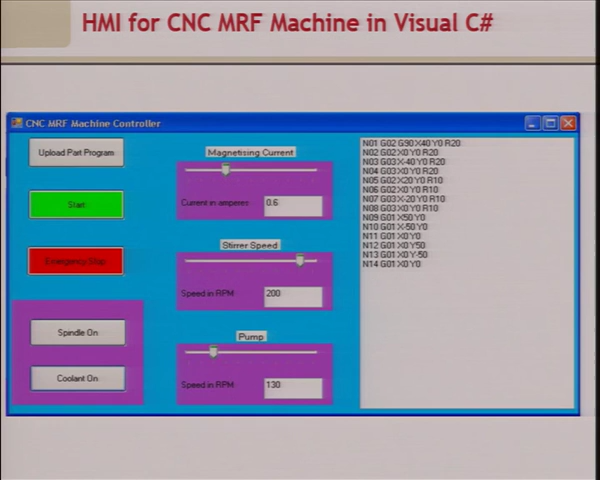 HMI for CNC MRF Machine in Visual C#
CNC MRF Machine Controller
Upload Part Program
Start
Emergency Stop
Spindle On
Coolant On
Magnetising Current
Current in amperes
0.6
Stirrer Speed
Speed in RPM
200
Pump
Speed in RPM
130
N01 G02 G90 X40 Y0 R20
N02 G02 X0 Y0 R20
N03 G03 X-40 Y0 R20
N04 G03 X0 Y0 R20
N05 G02 X20 Y0 R10
N06 G02 X0 Y0 R10
N07 G03 X-20 Y0 R10
N08 G03 X0 Y0 R10
N09 G01 X50 Y0
N10 G01 X-50 Y0
N11 G01 X0 Y0
N12 G01 X0 Y50
N13 G01 X0 Y-50
N14 G01 X0 Y0